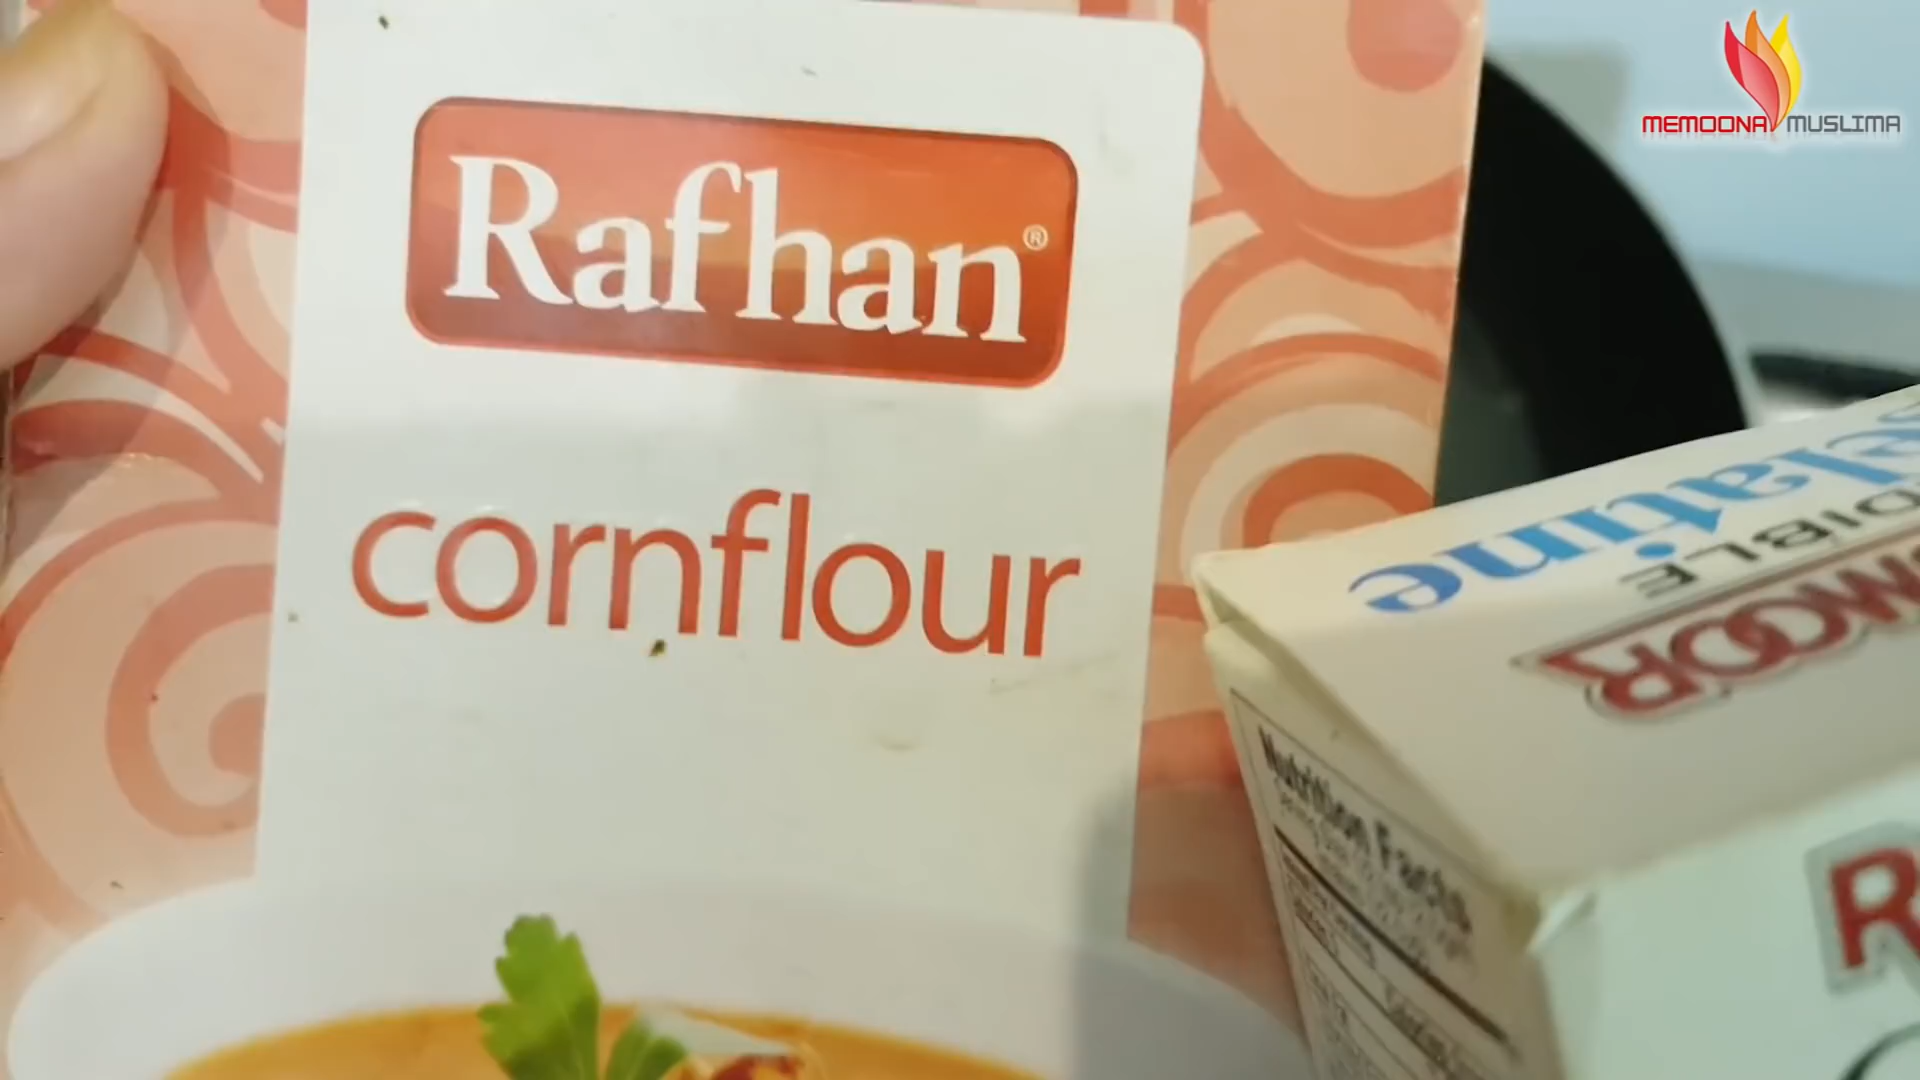 MEMOONA MUSLIMA
Rafhan®
cornflour
gelatine
EDIBLE
Nutrition Facts